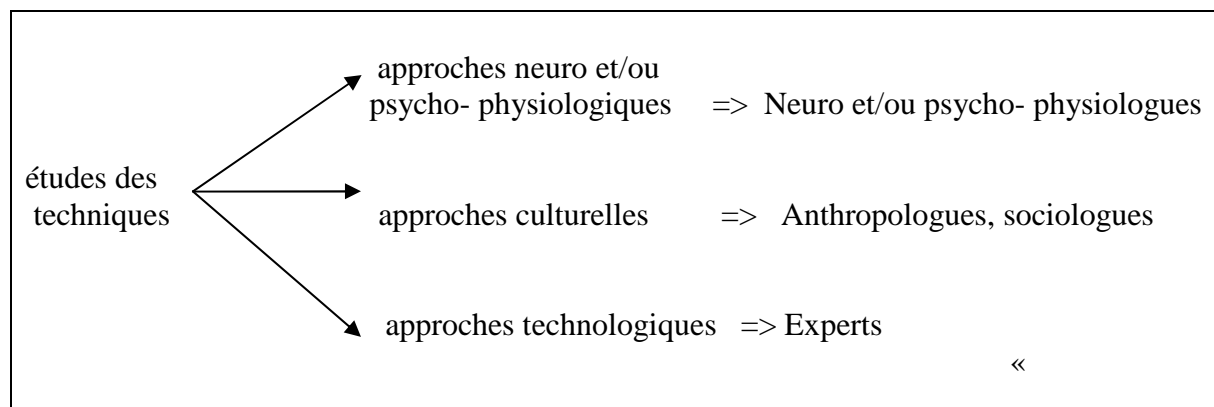 approches neuro et/ou
psycho- physiologiques => Neuro et/ou psycho- physiologues
études des
techniques
approches culturelles => Anthropologues, sociologues
approches technologiques => Experts
«